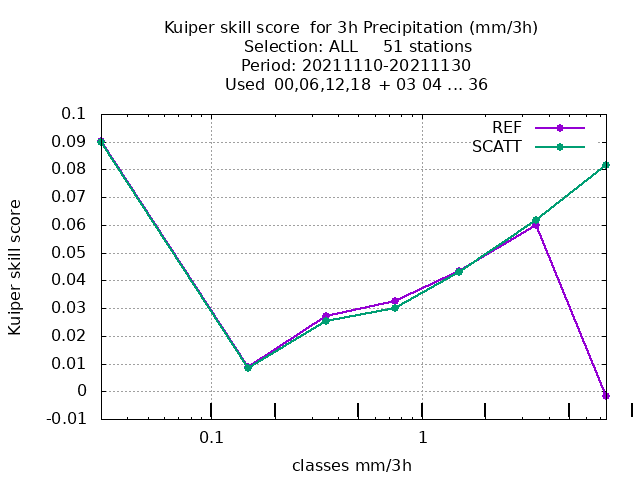 Kuiper skill score  for 3h Precipitation (mm/3h)
Selection: ALL     51 stations
Period: 20211110-20211130
Used  00,06,12,18 + 03 04 ... 36
REF
SCATT
0.1
0.09
0.08
0.07
0.06
0.05
0.04
0.03
0.02
0.01
0
-0.01
Kuiper skill score
0.1
1
classes mm/3h